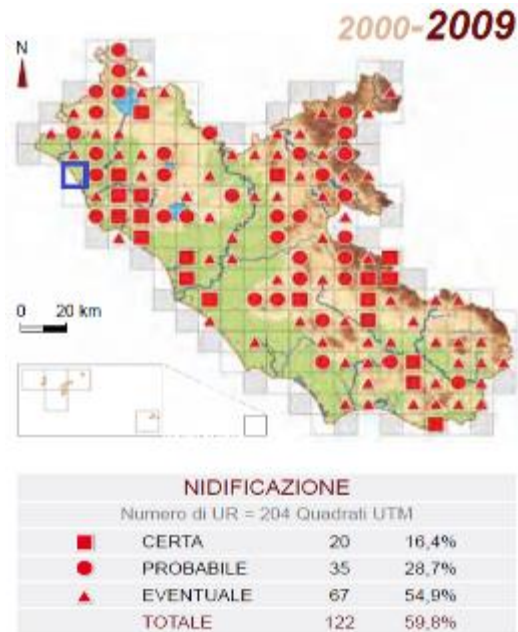 2000-2009
N
0 20 km
NIDIFICAZIONE
Numero di UR = 204 Quadrati UTM
CERTA 20 16,4%
PROBABILE 35 28,7%
EVENTUALE 67 54,9%
TOTALE 122 59,8%